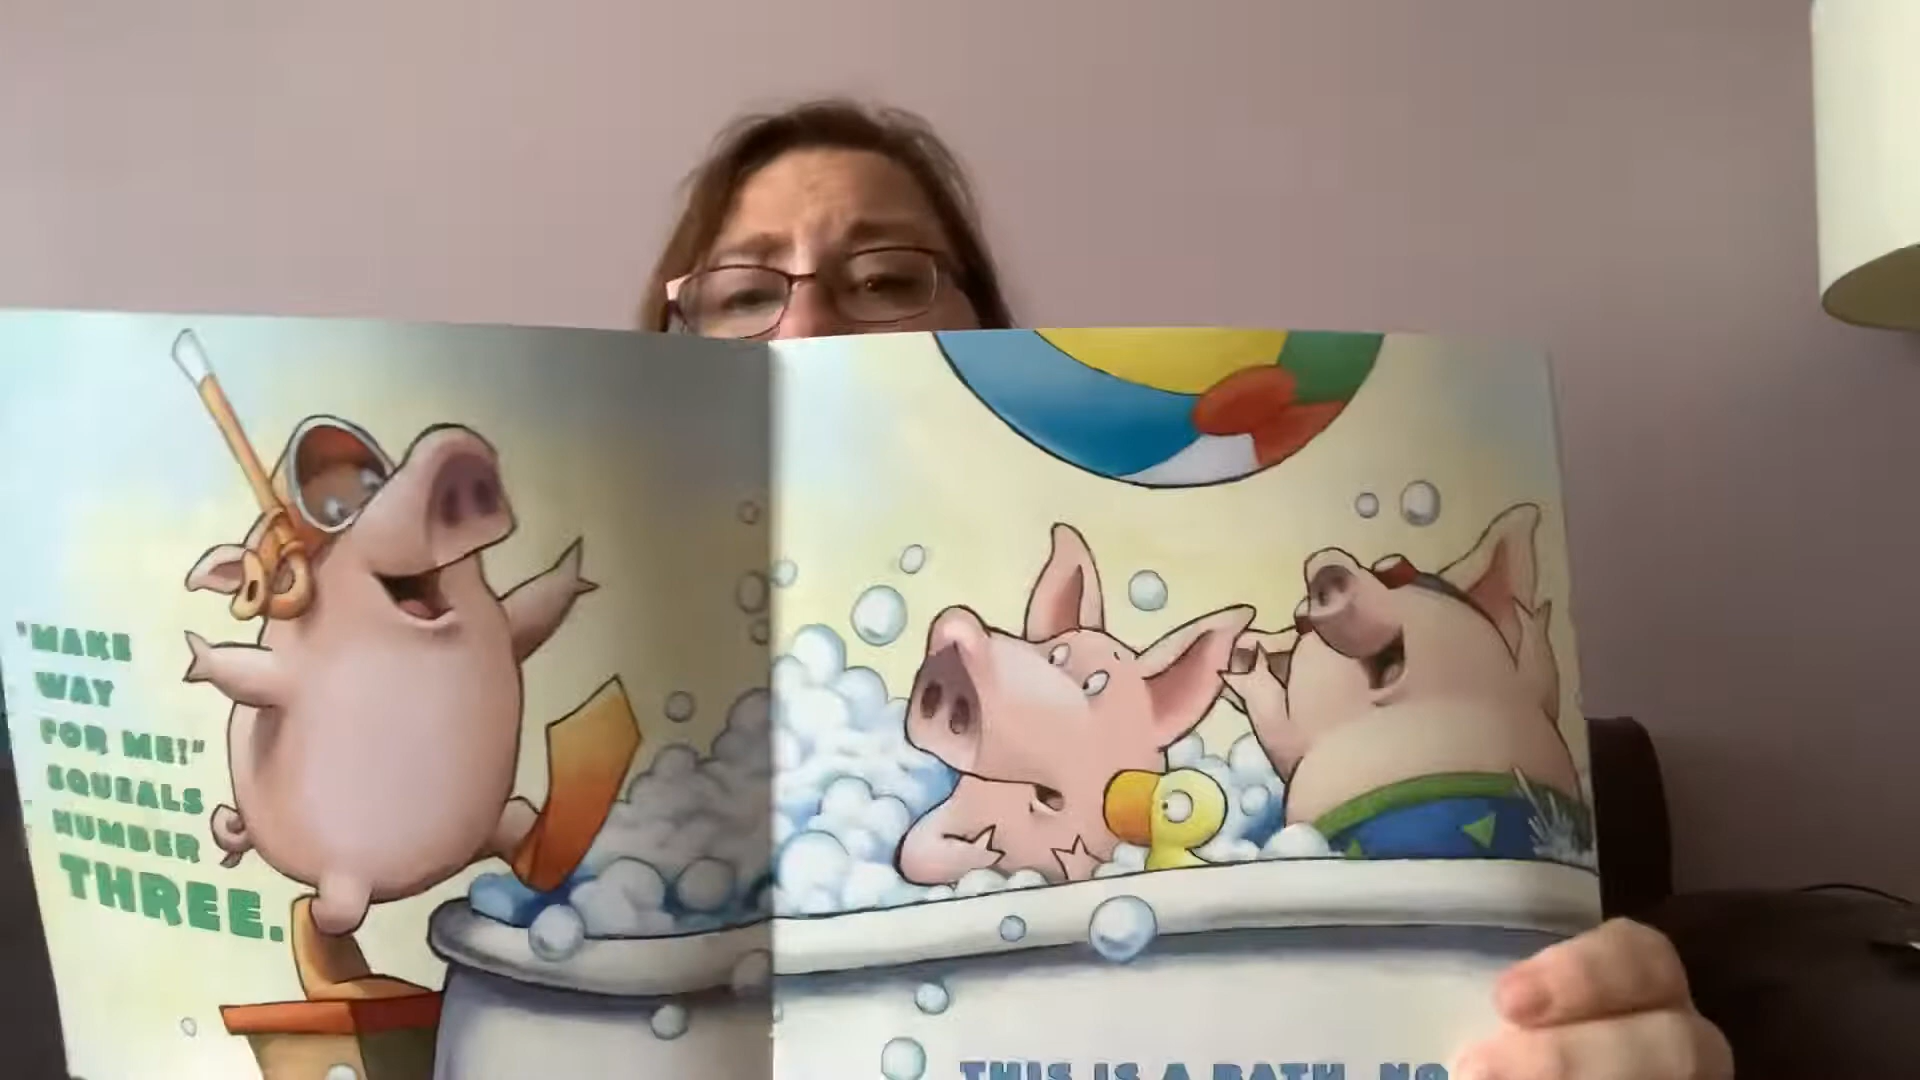 "MAKE
WAY
FOR ME!"
SQUEALS
NUMBER
THREE.
THIS IS A BATH, NO